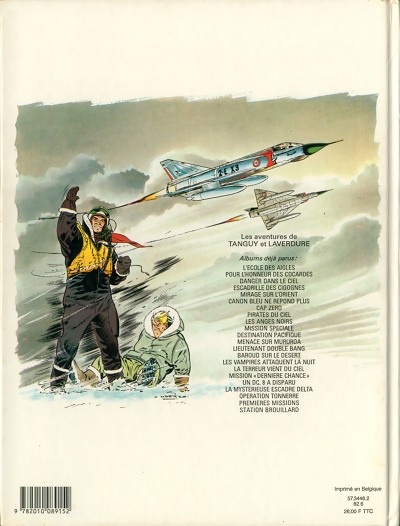 2-E X3
Les aventures de
TANGUY et LAVERDURE
Albums déjà parus:
L'ECOLE DES AIGLES
POUR L'HONNEUR DES COCARDES
DANGER DANS LE CIEL
ESCADRILLE DES CIGOGNES
MIRAGE SUR L'ORIENT
CANON BLEU NE REPOND PLUS
CAP ZERO
PIRATES DU CIEL
LES ANGES NOIRS
MISSION SPECIALE
DESTINATION PACIFIQUE
MENACE SUR MURUROA
LIEUTENANT DOUBLE BANG
BAROUD SUR LE DESERT
LES VAMPIRES ATTAQUENT LA NUIT
LA TERREUR VIENT DU CIEL
MISSION «DERNIERE CHANCE»
UN DC. 8 A DISPARU
LA MYSTERIEUSE ESCADRE DELTA
OPERATION TONNERRE
PREMIERES MISSIONS
STATION BROUILLARD
Imprimé en Belgique
57.3446.2
82.6
26,00 F TTC
9 782010 089152